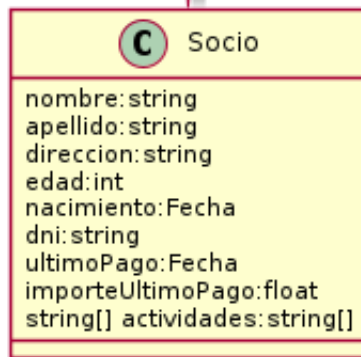 C Socio
nombre:string
apellido:string
direccion:string
edad:int
nacimiento:Fecha
dni:string
ultimoPago:Fecha
importeUltimoPago:float
string[] actividades:string[]